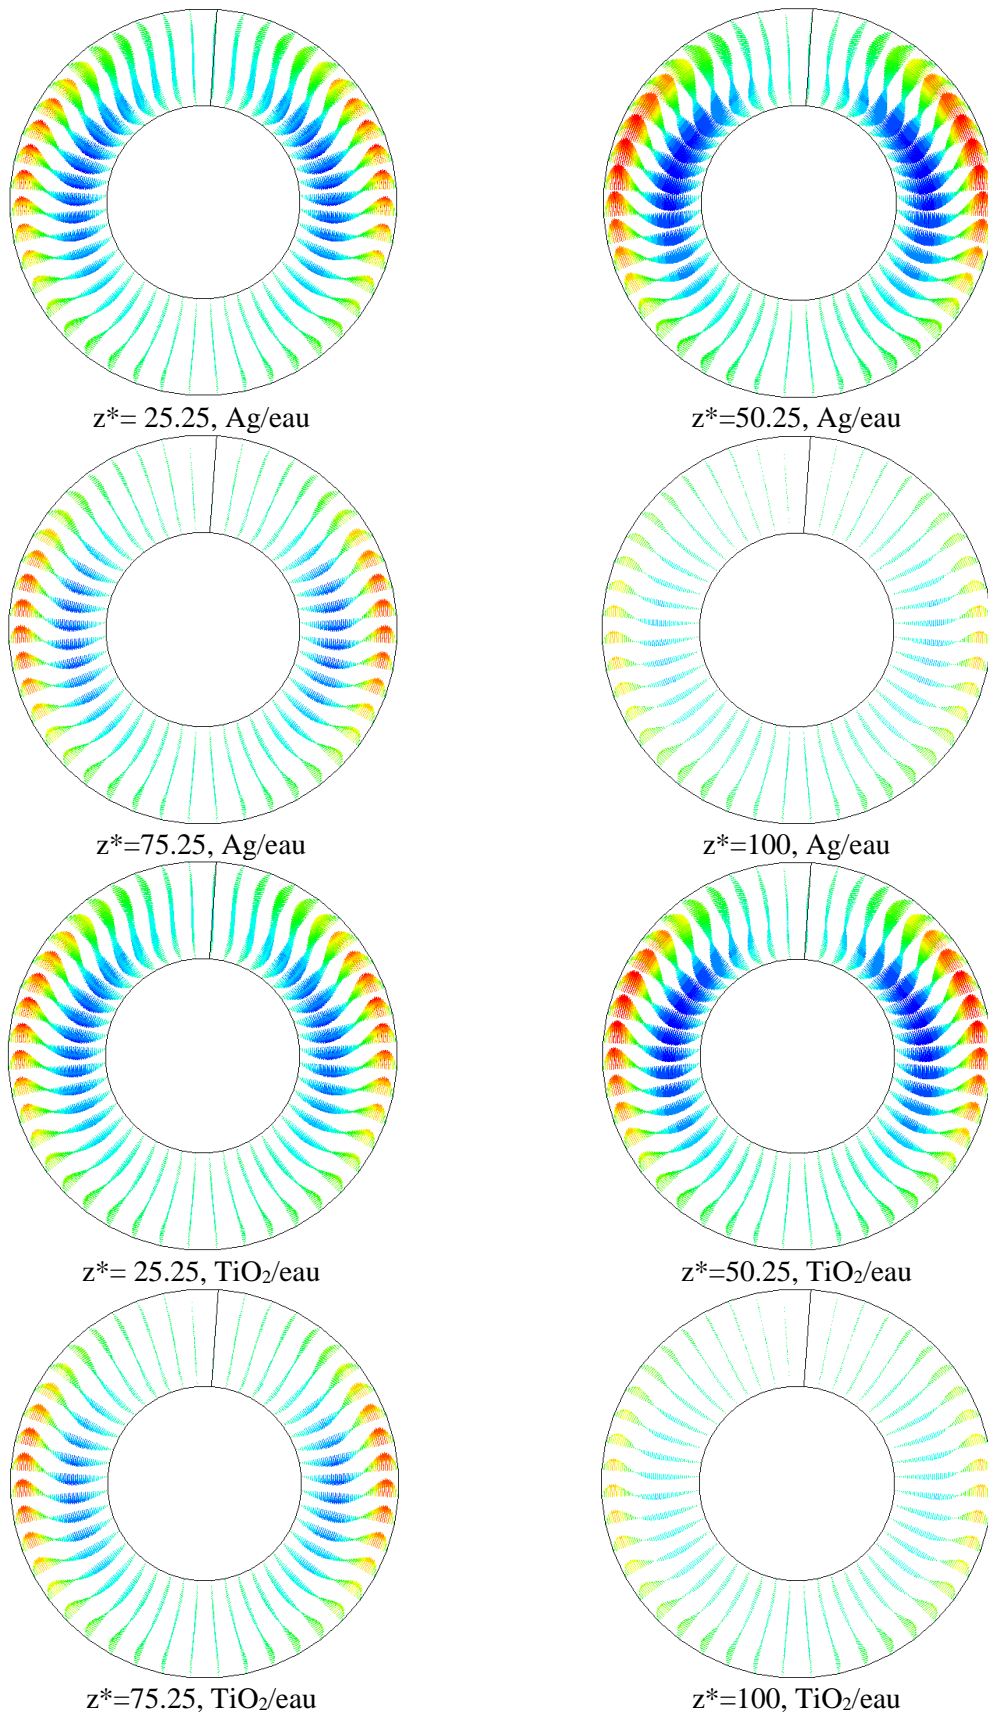 z*= 25.25, Ag/eau
z*=50.25, Ag/eau
z*=75.25, Ag/eau
z*=100, Ag/eau
z*= 25.25, TiO₂/eau
z*=50.25, TiO₂/eau
z*=75.25, TiO₂/eau
z*=100, TiO₂/eau